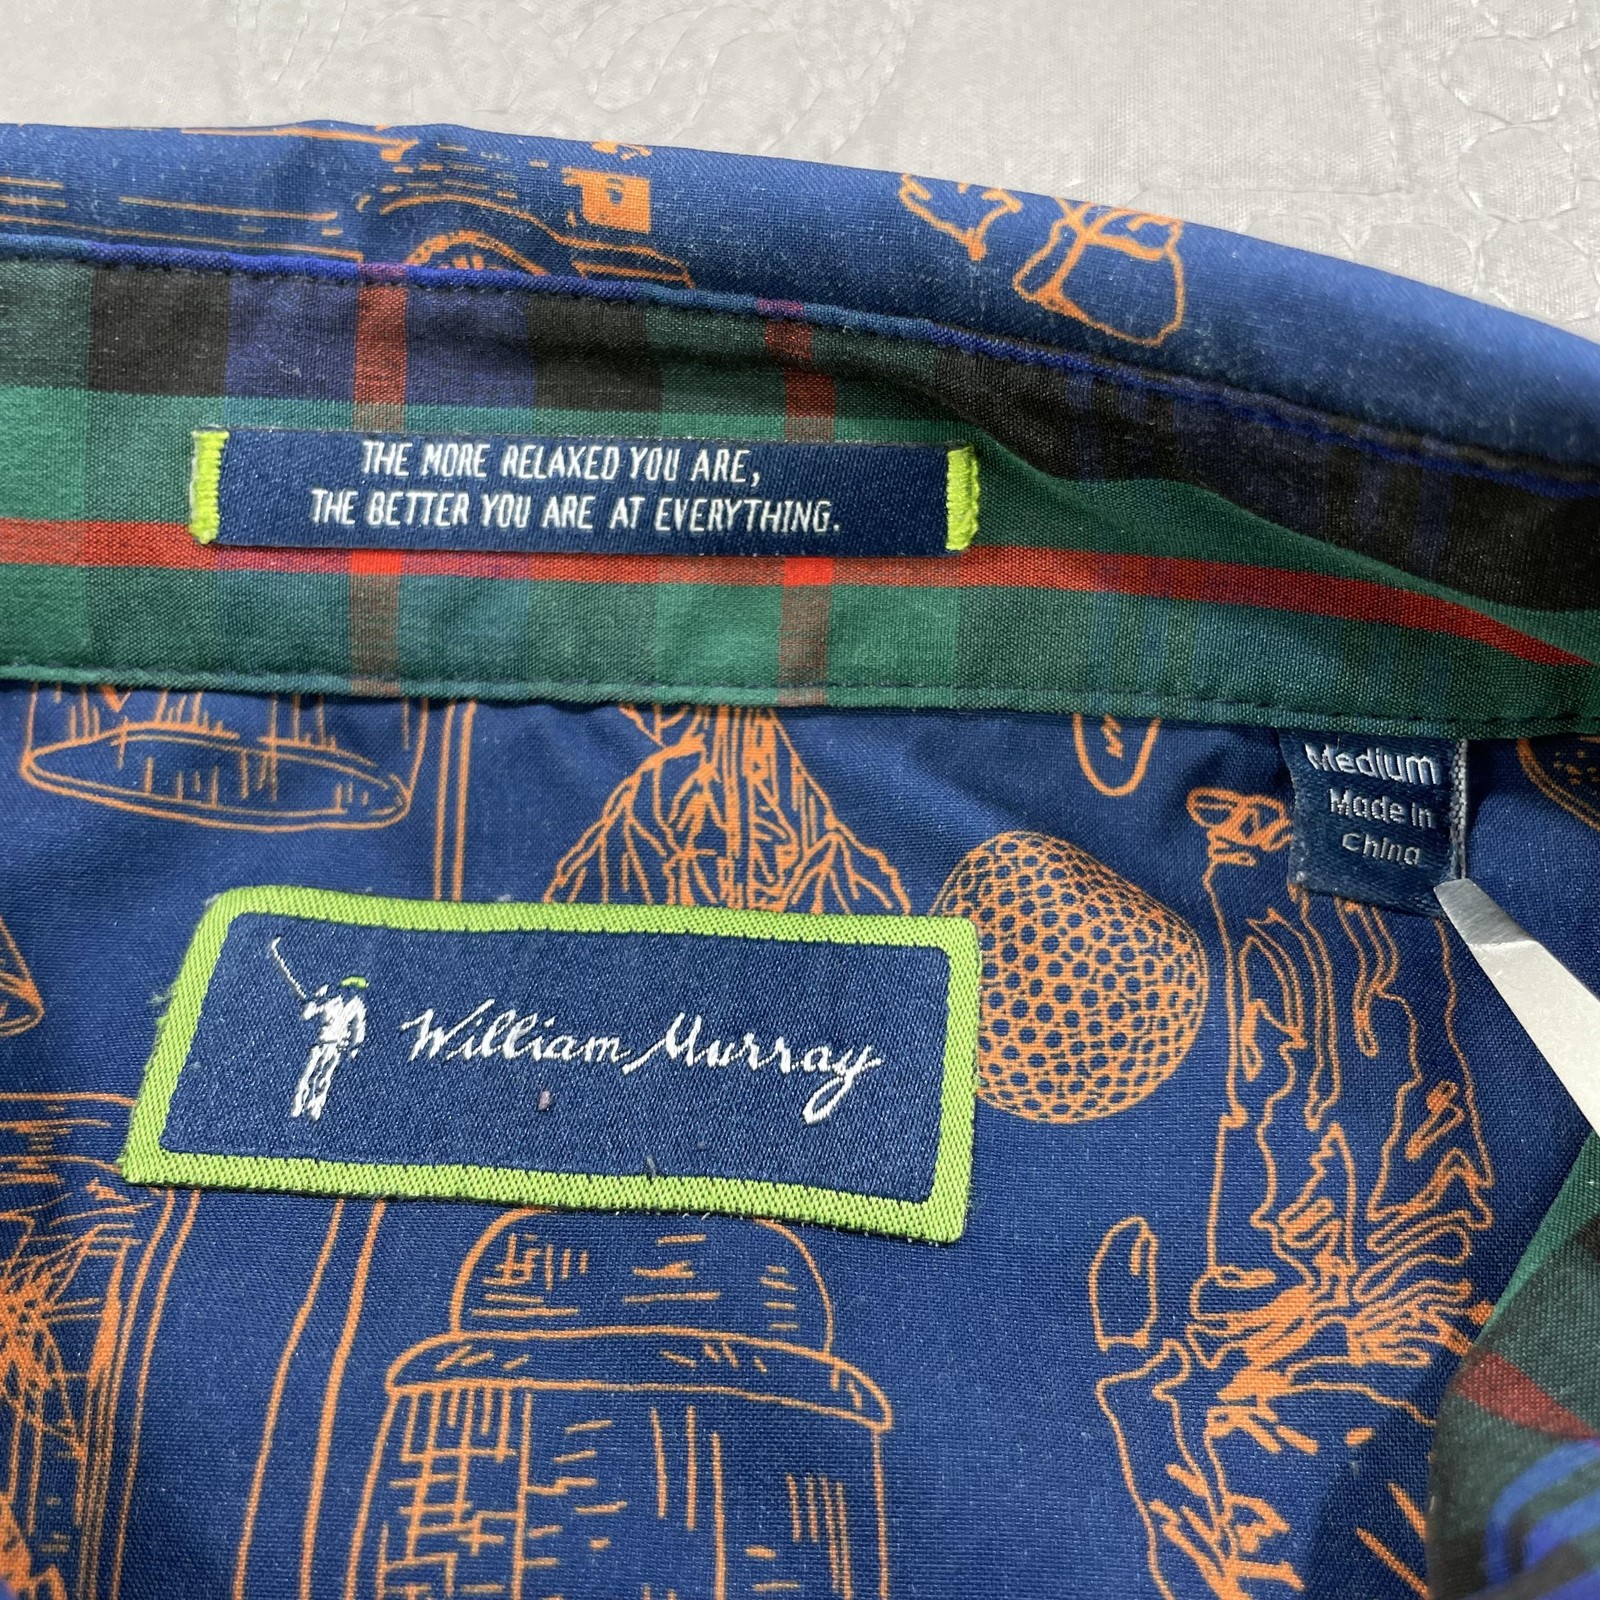 THE MORE RELAXED YOU ARE,
THE BETTER YOU ARE AT EVERYTHING.
Medium
Made in
China
William Murray